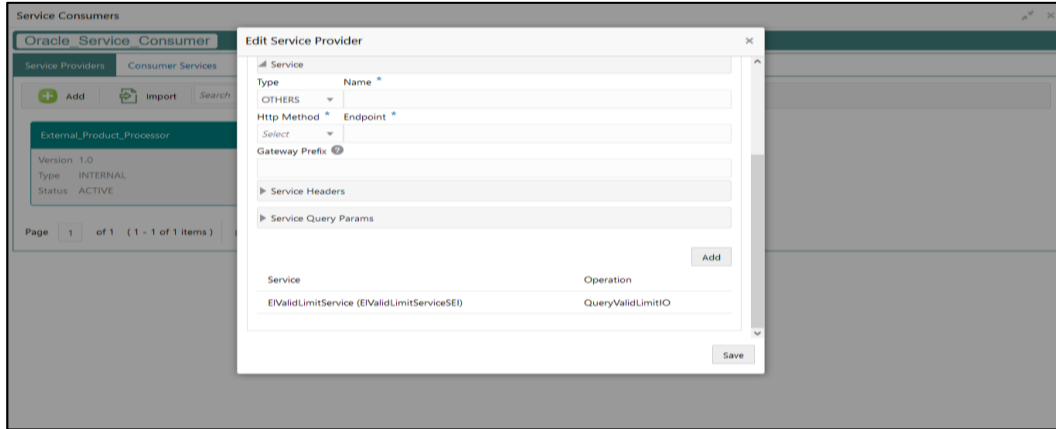 Service Consumers
Oracle_Service_Consumer
Service Providers Consumer Services
Add Import Search
External_Product_Processor
Version 1.0
Type INTERNAL
Status ACTIVE
Page 1 of 1 (1 - 1 of 1 items)
Edit Service Provider
Service
Type Name *
OTHERS
Http Method * Endpoint *
Select
Gateway Prefix ?
Service Headers
Service Query Params
Add
Service Operation
EIValidLimitService (EIValidLimitServiceSEI) QueryValidLimitIO
Save